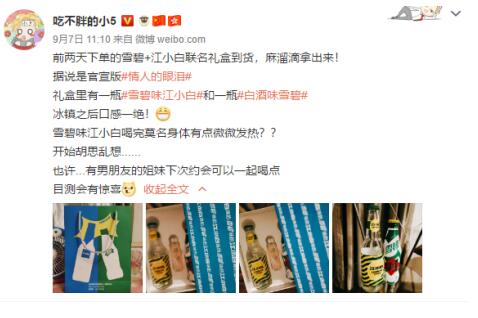 吃不胖的小5
9月7日 11:10 来自 微博 weibo.com
前两天下单的雪碧+江小白联名礼盒到货，麻溜滴拿出来！
据说是官宣版#情人的眼泪#
礼盒里有一瓶#雪碧味江小白#和一瓶#白酒味雪碧#
冰镇之后口感一绝！
雪碧味江小白喝完莫名身体有点微微发热？？
开始胡思乱想......
也许...有男朋友的姐妹下次约会可以一起喝点
目测会有惊喜 收起全文